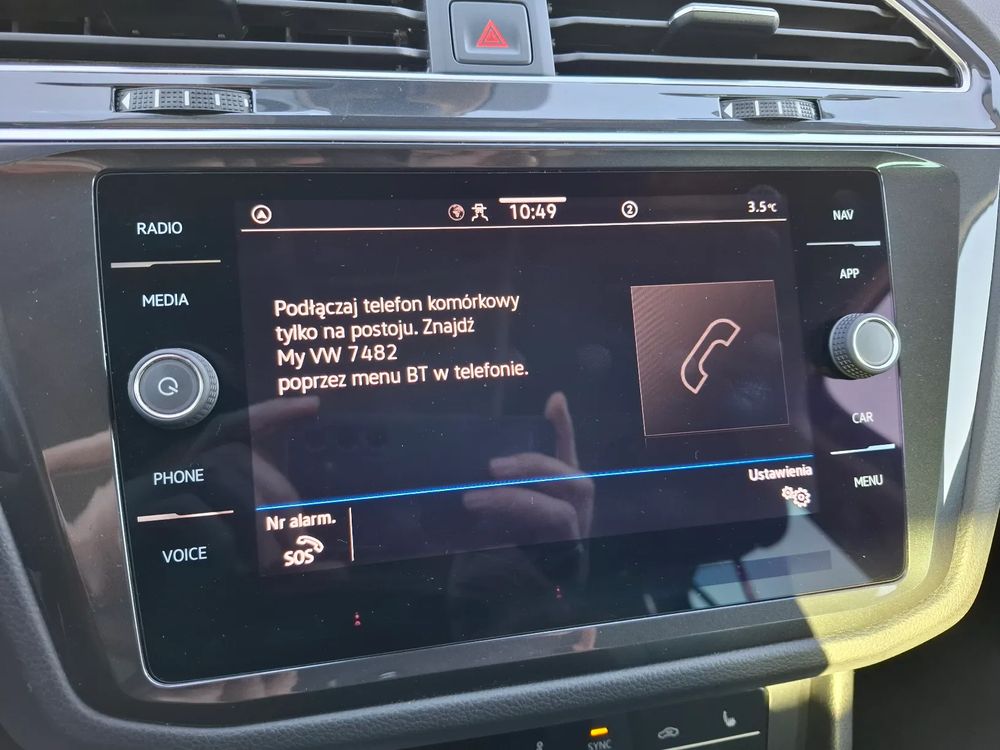 RADIO
MEDIA
PHONE
VOICE
10:49
2
3.5°C
Podłączaj telefon komórkowy
tylko na postoju. Znajdź
My VW 7482
poprzez menu BT w telefonie.
Ustawienia
Nr alarm.
SOS
NAV
APP
CAR
MENU
SYNC